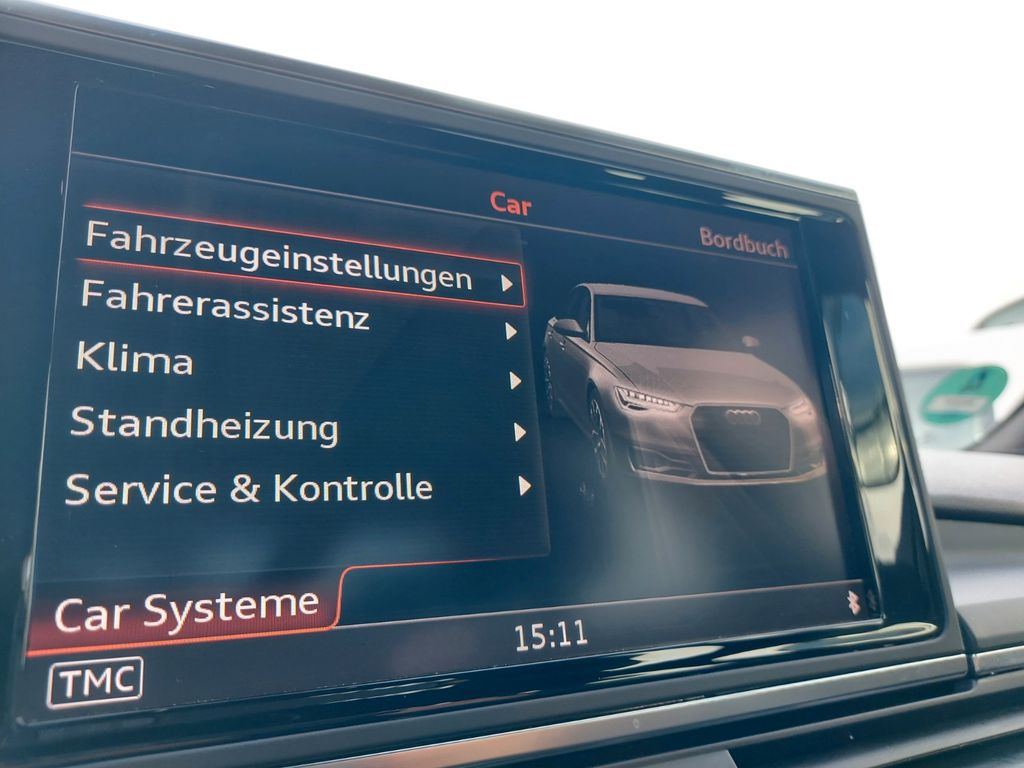 Car
Bordbuch
Fahrzeugeinstellungen
Fahrerassistenz
Klima
Standheizung
Service & Kontrolle
Car Systeme
15:11
TMC